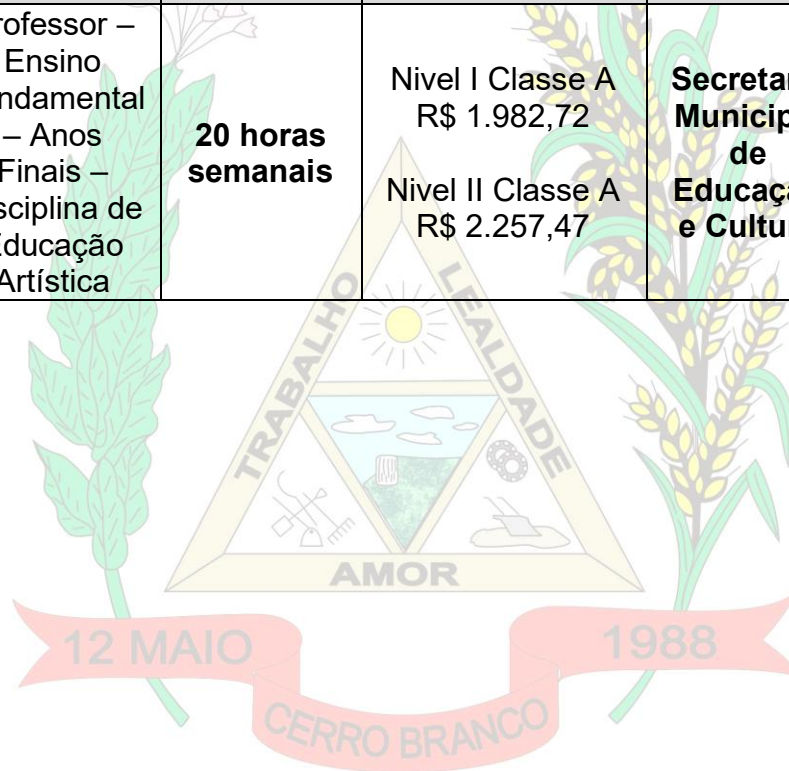 rofessor –
Ensino
ndamental
– Anos
Finais –
sciplina de
Educação
Artística
20 horas
semanais
Nivel I Classe A
R$ 1.982,72
Nivel II Classe A
R$ 2.257,47
Secretar
Municip
de
Educaçã
e Cultur
TRABALHO
LEALDADE
AMOR
12 MAIO
1988
CERRO BRANCO